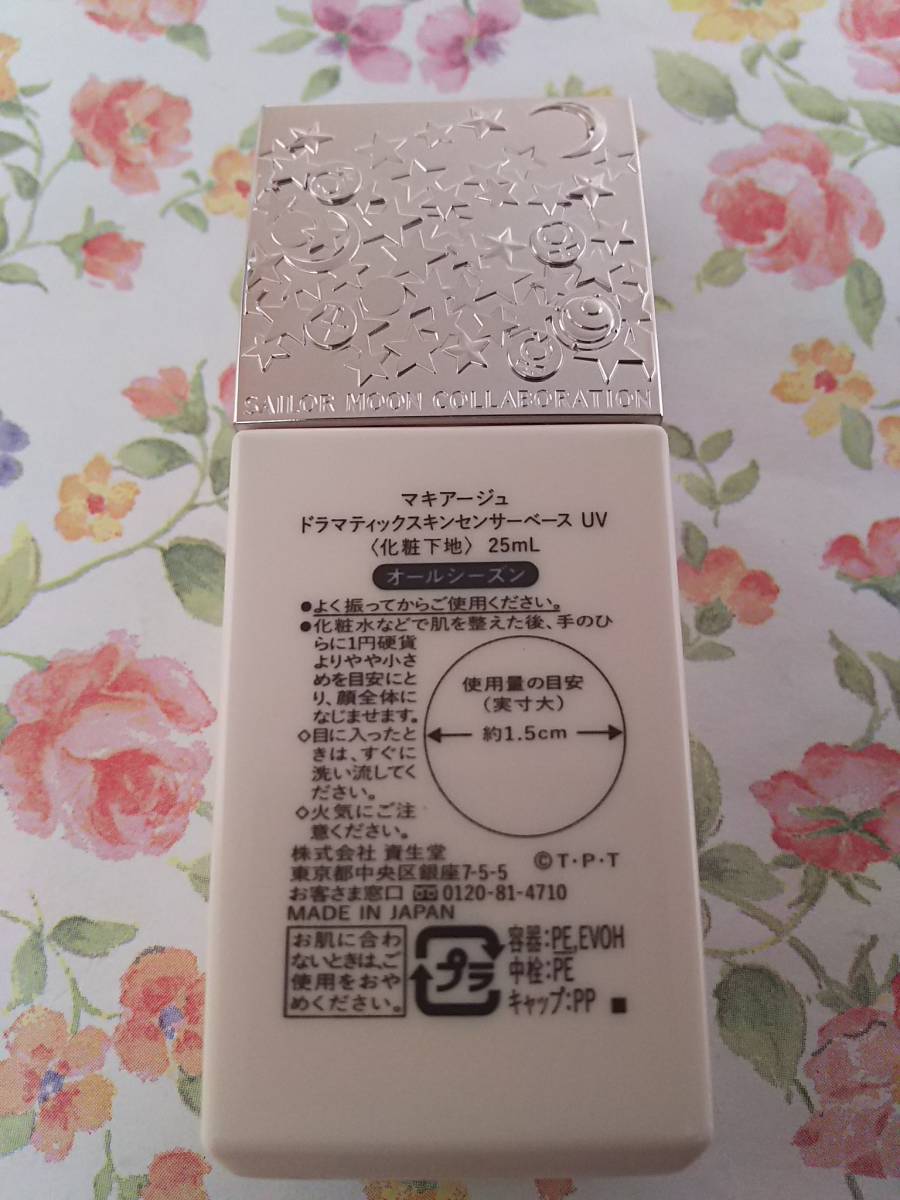 SAILOR MOON COLLABORATION
マキアージュ
ドラマティックスキンセンサーベース UV
〈化粧下地〉 25mL
オールシーズン
●よく振ってからご使用ください。
●化粧水などで肌を整えた後、手のひ
らに1円硬貨
よりやや小さ
めを目安にと
り、顔全体に
なじませます。
◇目に入ったと
きは、すぐに
洗い流してく
ださい。
◇火気にご注
意ください。
使用量の目安
(実寸大)
約1.5cm
株式会社 資生堂
©T・P・T
東京都中央区銀座7-5-5
お客さま窓口 0120-81-4710
MADE IN JAPAN
お肌に合わ
ないときは、ご
使用をおや
めください。
プラ
容器:PE,EVOH
中栓:PE
キャップ:PP